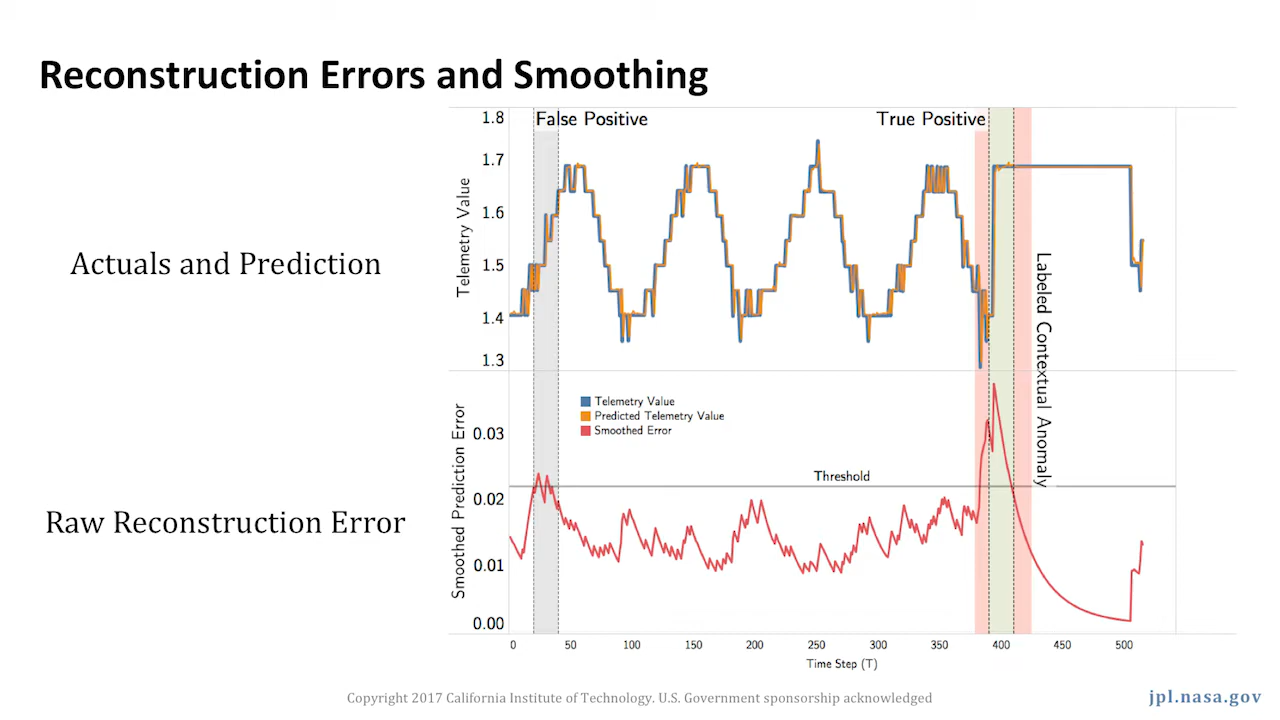 Reconstruction Errors and Smoothing
False Positive
True Positive
1.8
1.7
1.6
1.5
1.4
1.3
Telemetry Value
Actuals and Prediction
Labeled Contextual Anomaly
Telemetry Value
Predicted Telemetry Value
Smoothed Error
Threshold
0.03
0.02
0.01
0.00
Smoothed Prediction Error
Raw Reconstruction Error
0 50 100 150 200 250 300 350 400 450 500
Time Step (T)
Copyright 2017 California Institute of Technology. U.S. Government sponsorship acknowledged
jpl.nasa.gov